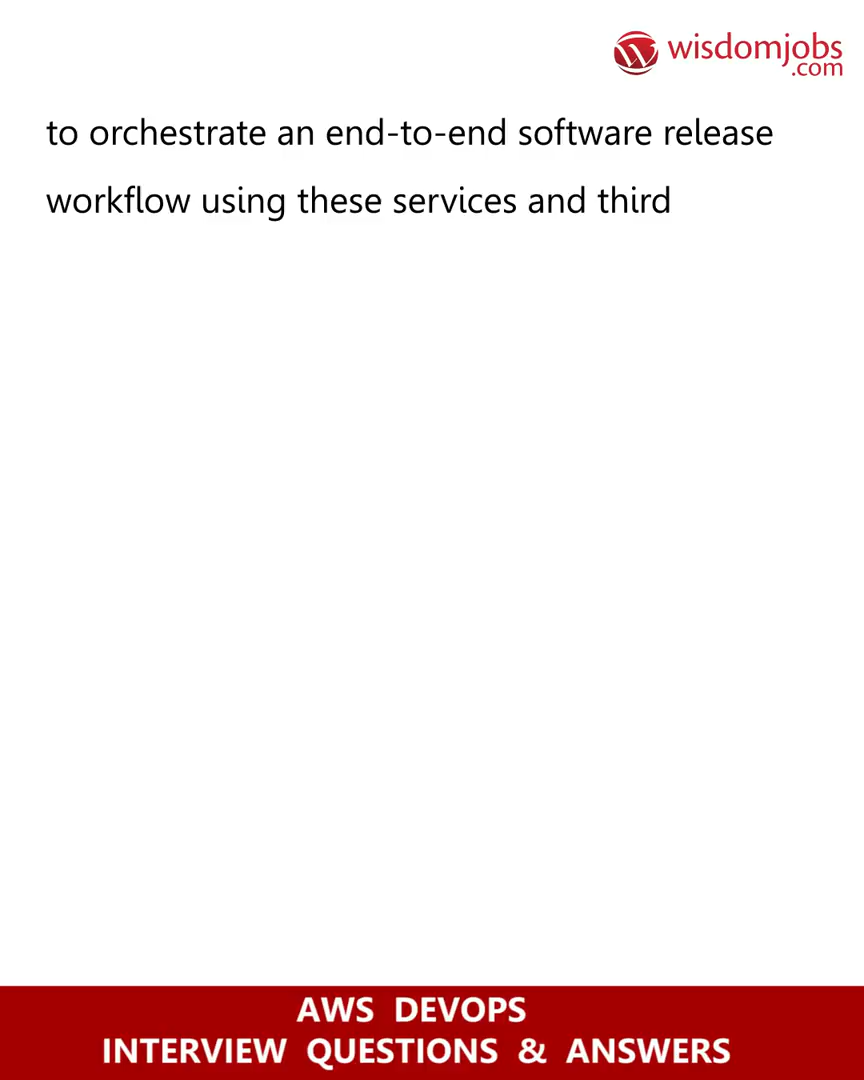 wisdomjobs
.com
to orchestrate an end-to-end software release
workflow using these services and third
AWS DEVOPS
INTERVIEW QUESTIONS & ANSWERS